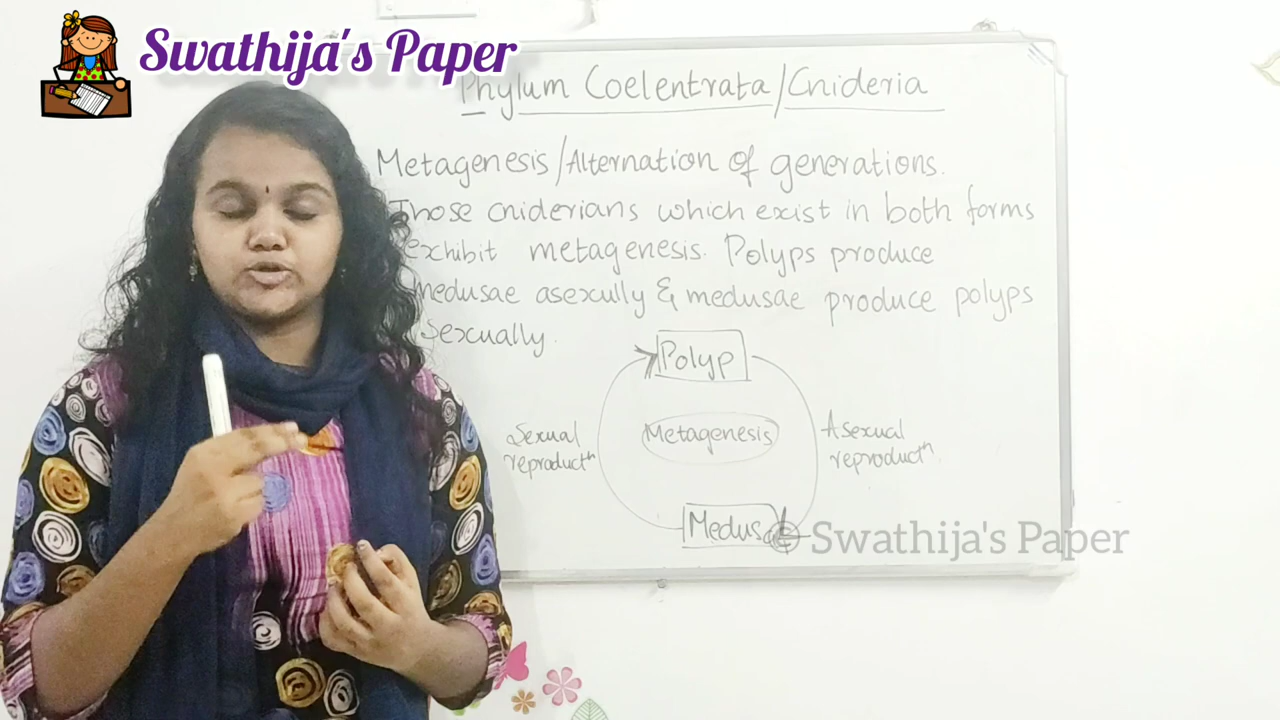 Swathija's Paper
Phylum Coelentrata/Cnideria
Metagenesis/Alternation of generations.
Those cniderians which exist in both forms
exhibit metagenesis. Polyps produce
medusae asexully & medusae produce polyps
Sexually.
Polyp
Sexual
reproductn
Metagenesis
Asexual
reproductn
Medusae
Swathija's Paper